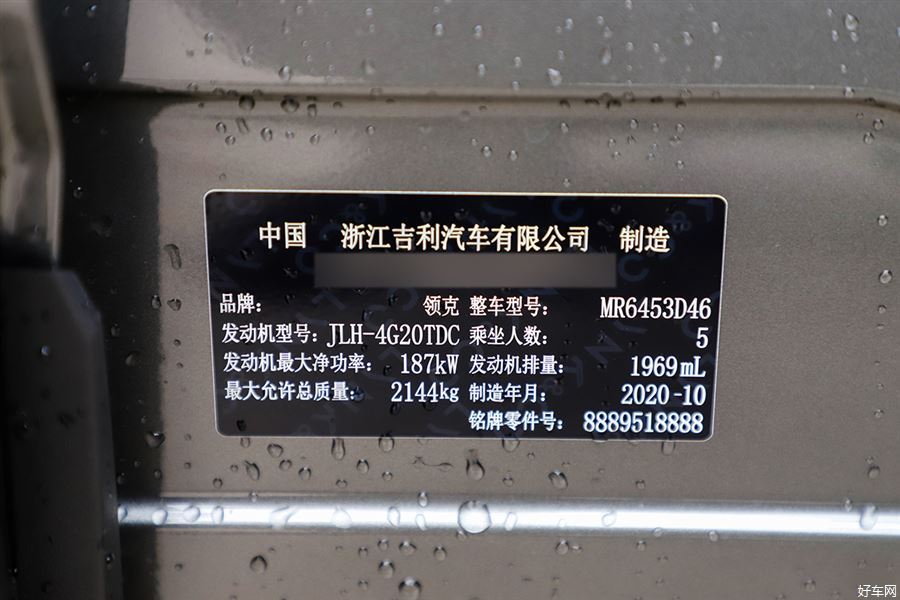 中国 浙江吉利汽车有限公司 制造
品牌: 领克 整车型号: MR6453D46
发动机型号: JLH-4G20TDC 乘坐人数: 5
发动机最大净功率: 187kW 发动机排量: 1969mL
最大允许总质量: 2144kg 制造年月: 2020-10
铭牌零件号: 8889518888
好车网